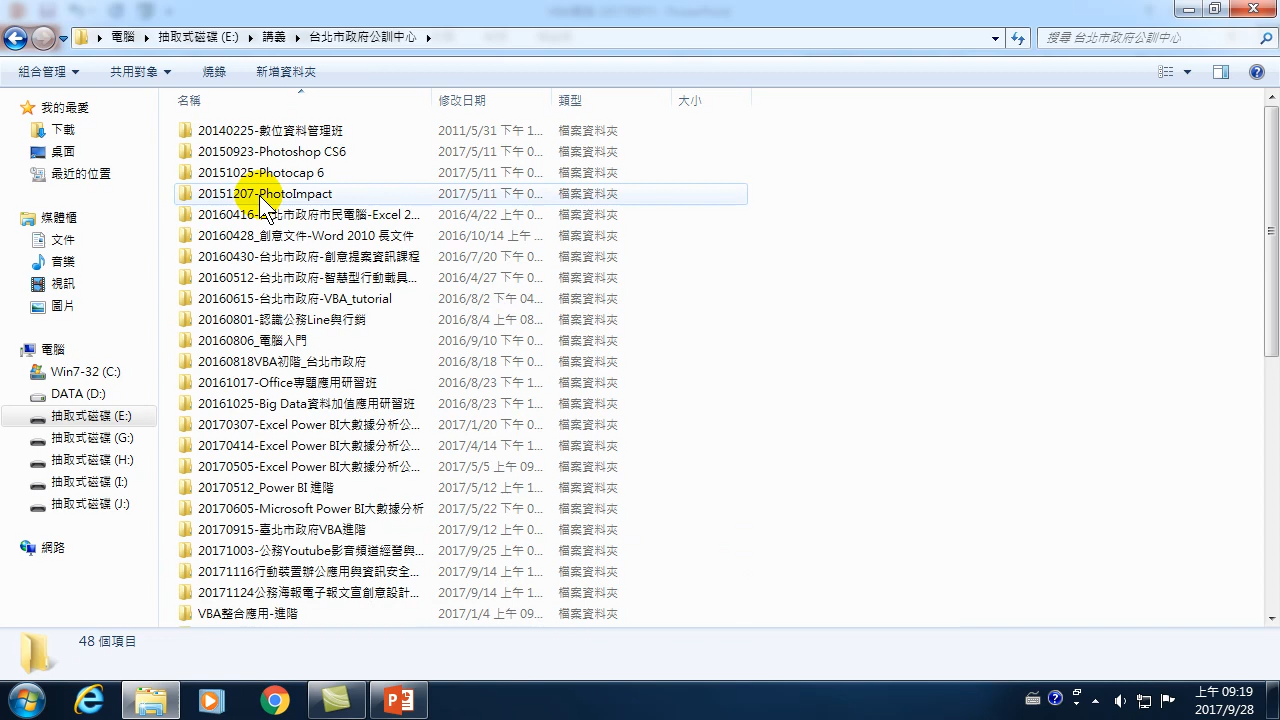 電腦 抽取式磁碟 (E:) 講義 台北市政府公訓中心
搜尋 台北市政府公訓中心
組合管理 共用對象 燒錄 新增資料夾
名稱 修改日期 類型 大小
我的最愛
下載
桌面
最近的位置
媒體櫃
文件
音樂
視訊
圖片
電腦
Win7-32 (C:)
DATA (D:)
抽取式磁碟 (E:)
抽取式磁碟 (G:)
抽取式磁碟 (H:)
抽取式磁碟 (I:)
抽取式磁碟 (J:)
網路
20140225-數位資料管理班 2011/5/31 下午 1... 檔案資料夾
20150923-Photoshop CS6 2017/5/11 下午 0... 檔案資料夾
20151025-Photocap 6 2017/5/11 下午 0... 檔案資料夾
20151207-PhotoImpact 2017/5/11 下午 0... 檔案資料夾
20160416-台北市政府市民電腦-Excel 2... 2016/4/22 上午 0... 檔案資料夾
20160428_創意文件-Word 2010 長文件 2016/10/14 上午 ... 檔案資料夾
20160430-台北市政府-創意提案資訊課程 2016/7/20 下午 0... 檔案資料夾
20160512-台北市政府-智慧型行動載具... 2016/4/27 下午 0... 檔案資料夾
20160615-台北市政府-VBA_tutorial 2016/8/2 下午 04... 檔案資料夾
20160801-認識公務Line與行銷 2016/8/4 上午 08... 檔案資料夾
20160806_電腦入門 2016/9/10 下午 0... 檔案資料夾
20160818VBA初階_台北市政府 2016/8/18 下午 0... 檔案資料夾
20161017-Office專題應用研習班 2016/8/23 下午 1... 檔案資料夾
20161025-Big Data資料加值應用研習班 2016/8/23 下午 1... 檔案資料夾
20170307-Excel Power BI大數據分析公... 2017/1/20 下午 0... 檔案資料夾
20170414-Excel Power BI大數據分析公... 2017/4/14 下午 1... 檔案資料夾
20170505-Excel Power BI大數據分析公... 2017/5/5 上午 09... 檔案資料夾
20170512_Power BI 進階 2017/5/12 上午 1... 檔案資料夾
20170605-Microsoft Power BI大數據分析 2017/5/22 下午 0... 檔案資料夾
20170915-臺北市政府VBA進階 2017/9/12 上午 0... 檔案資料夾
20171003-公務Youtube影音頻道經營與... 2017/9/25 上午 0... 檔案資料夾
20171116行動裝置辦公應用與資訊安全... 2017/9/14 上午 1... 檔案資料夾
20171124公務海報電子報文宣創意設計... 2017/9/14 上午 1... 檔案資料夾
VBA整合應用-進階 2017/1/4 上午 09... 檔案資料夾
48 個項目
上午 09:19
2017/9/28